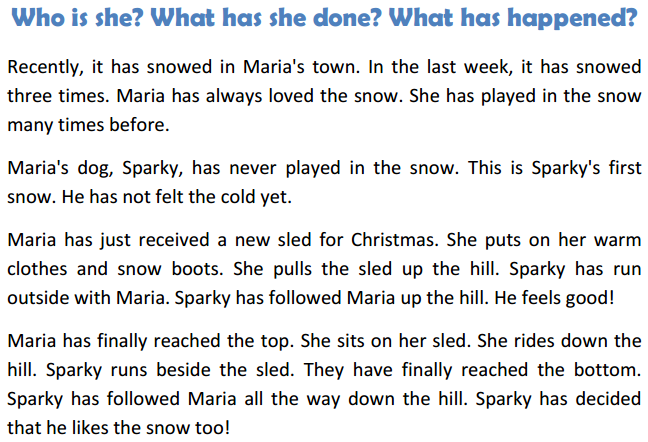 Who is she? What has she done? What has happened?
Recently, it has snowed in Maria's town. In the last week, it has snowed
three times. Maria has always loved the snow. She has played in the snow
many times before.
Maria's dog, Sparky, has never played in the snow. This is Sparky's first
snow. He has not felt the cold yet.
Maria has just received a new sled for Christmas. She puts on her warm
clothes and snow boots. She pulls the sled up the hill. Sparky has run
outside with Maria. Sparky has followed Maria up the hill. He feels good!
Maria has finally reached the top. She sits on her sled. She rides down the
hill. Sparky runs beside the sled. They have finally reached the bottom.
Sparky has followed Maria all the way down the hill. Sparky has decided
that he likes the snow too!